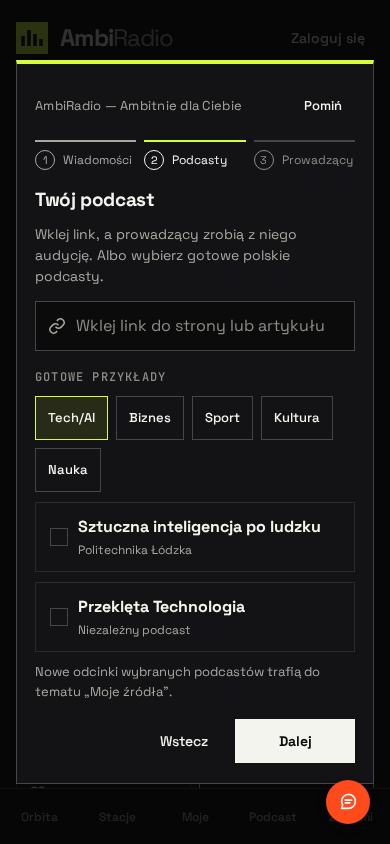 AmbiRadio
Zaloguj się
AmbiRadio — Ambitnie dla Ciebie
Pomiń
1 Wiadomości
2 Podcasty
3 Prowadzący
Twój podcast
Wklej link, a prowadzący zrobią z niego
audycję. Albo wybierz gotowe polskie
podcasty.
Wklej link do strony lub artykułu
GOTOWE PRZYKŁADY
Tech/AI
Biznes
Sport
Kultura
Nauka
Sztuczna inteligencja po ludzku
Politechnika Łódzka
Przeklęta Technologia
Niezależny podcast
Nowe odcinki wybranych podcastów trafią do
tematu „Moje źródła”.
Wstecz
Dalej
Orbita
Stacje
Moje
Podcast